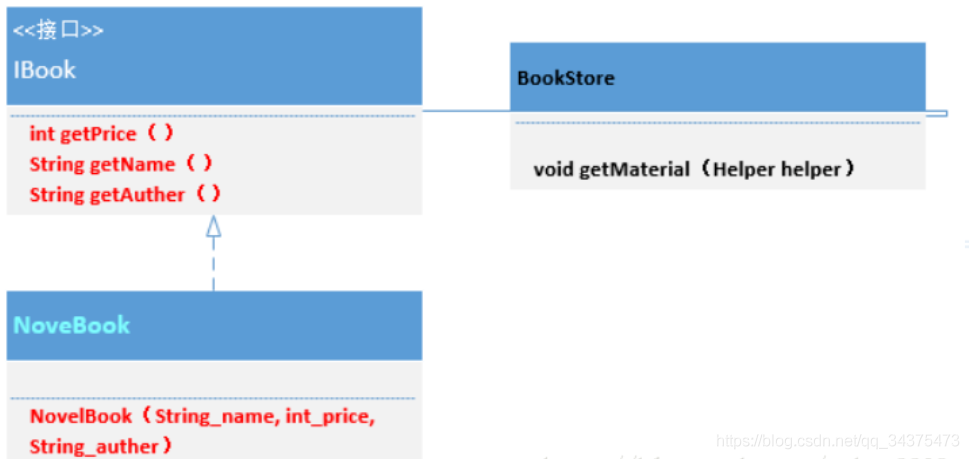 <<接口>>
IBook
int getPrice（）
String getName（）
String getAuther（）
BookStore
void getMaterial（Helper helper）
NoveBook
NovelBook（String_name, int_price,
String_auther）
https://blog.csdn.net/qq_34375473